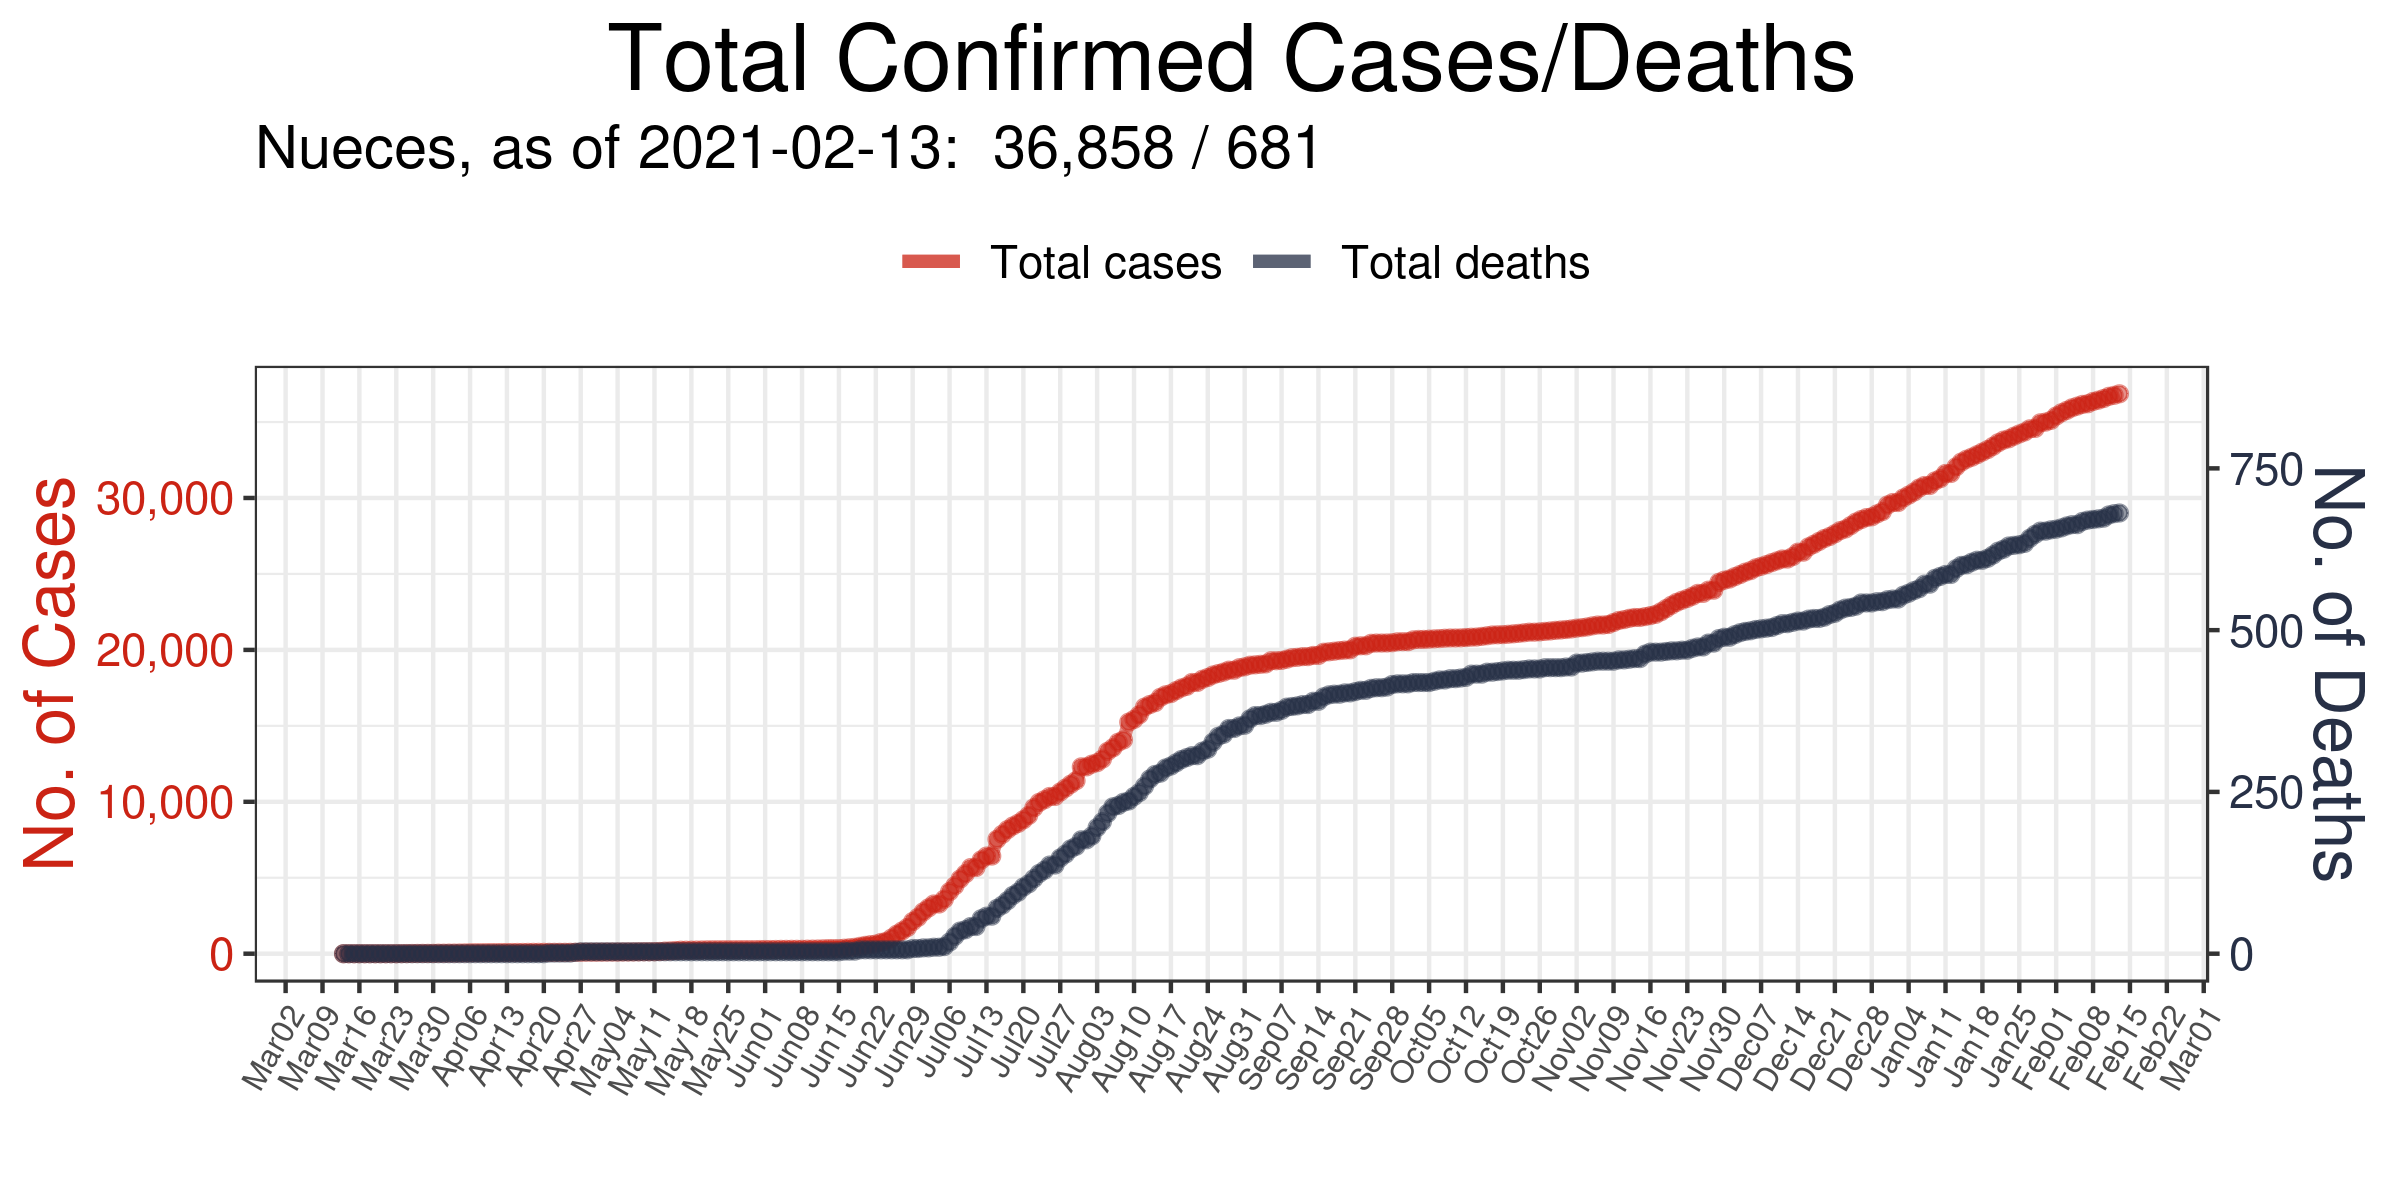 Total Confirmed Cases/Deaths
Nueces, as of 2021-02-13:  36,858 / 681
Total cases
Total deaths
No. of Cases
30,000
20,000
10,000
0
750
500
250
0
No. of Deaths
Mar02
Mar09
Mar16
Mar23
Mar30
Apr06
Apr13
Apr20
Apr27
May04
May11
May18
May25
Jun01
Jun08
Jun15
Jun22
Jun29
Jul06
Jul13
Jul20
Jul27
Aug03
Aug10
Aug17
Aug24
Aug31
Sep07
Sep14
Sep21
Sep28
Oct05
Oct12
Oct19
Oct26
Nov02
Nov09
Nov16
Nov23
Nov30
Dec07
Dec14
Dec21
Dec28
Jan04
Jan11
Jan18
Jan25
Feb01
Feb08
Feb15
Feb22
Mar01